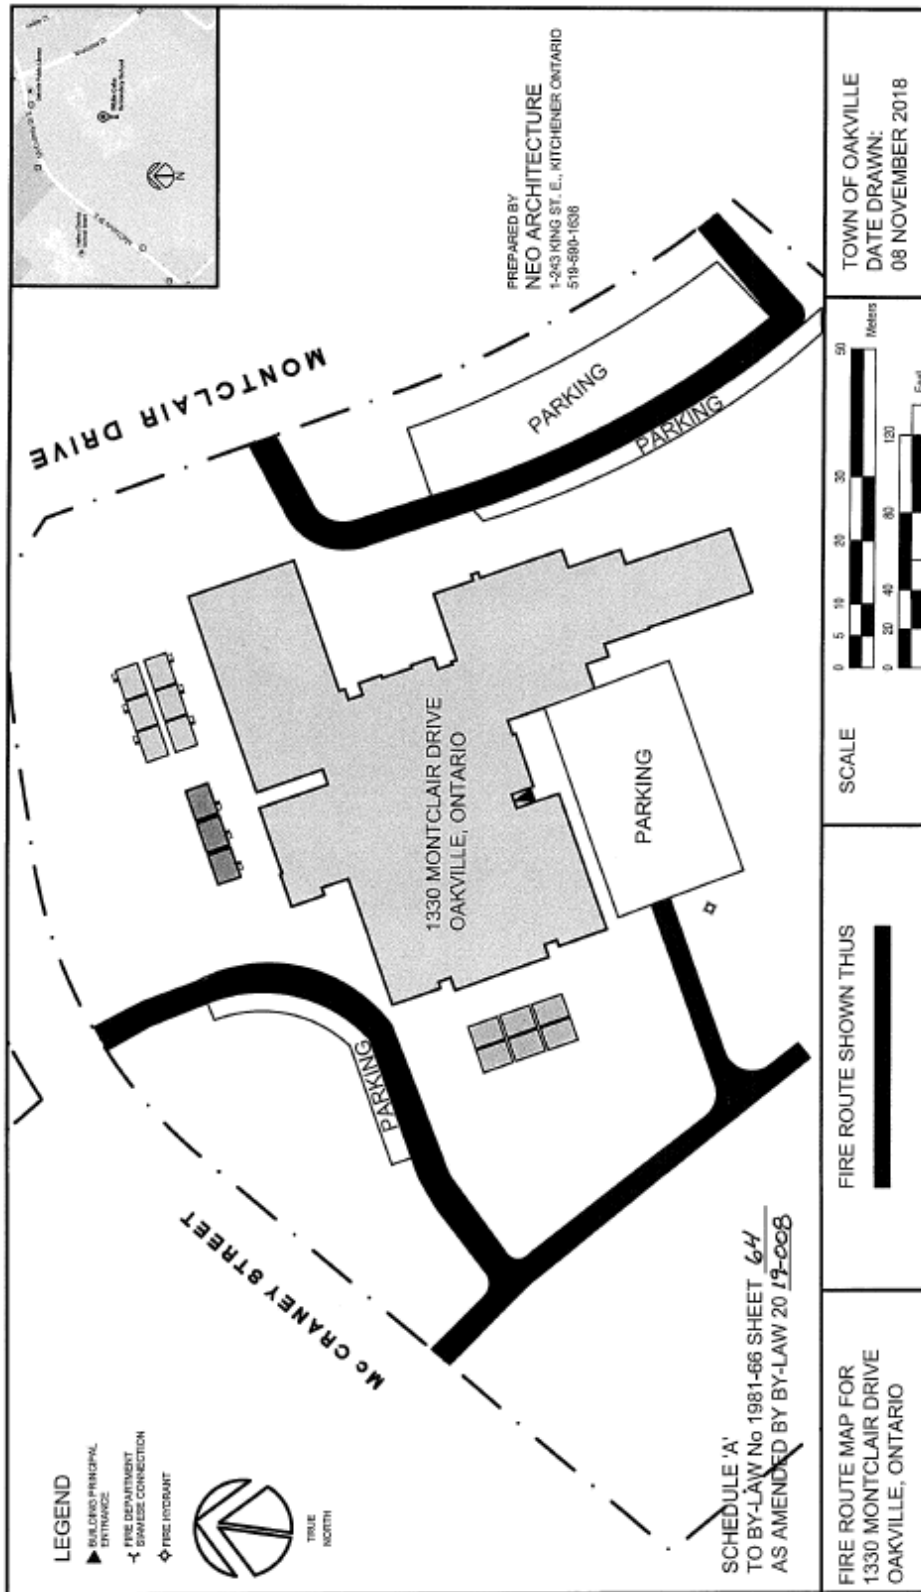 LEGEND
BUILDING PRINCIPAL
ENTRANCE
FIRE DEPARTMENT
SIAMESE CONNECTION
FIRE HYDRANT
TRUE
NORTH
McCRANEY STREET
MONTCLAIR DRIVE
PARKING
1330 MONTCLAIR DRIVE
OAKVILLE, ONTARIO
PARKING
PARKING
PARKING
N
PREPARED BY
NEO ARCHITECTURE
1-243 KING ST. E., KITCHENER ONTARIO
519-590-1636
SCHEDULE 'A'
TO BY-LAW No 1981-66 SHEET 64
AS AMENDED BY BY-LAW 20 19-008
FIRE ROUTE MAP FOR
1330 MONTCLAIR DRIVE
OAKVILLE, ONTARIO
FIRE ROUTE SHOWN THUS
SCALE
0 5 10 20 30 50
Meters
0 20 40 80 120
Feet
TOWN OF OAKVILLE
DATE DRAWN:
08 NOVEMBER 2018